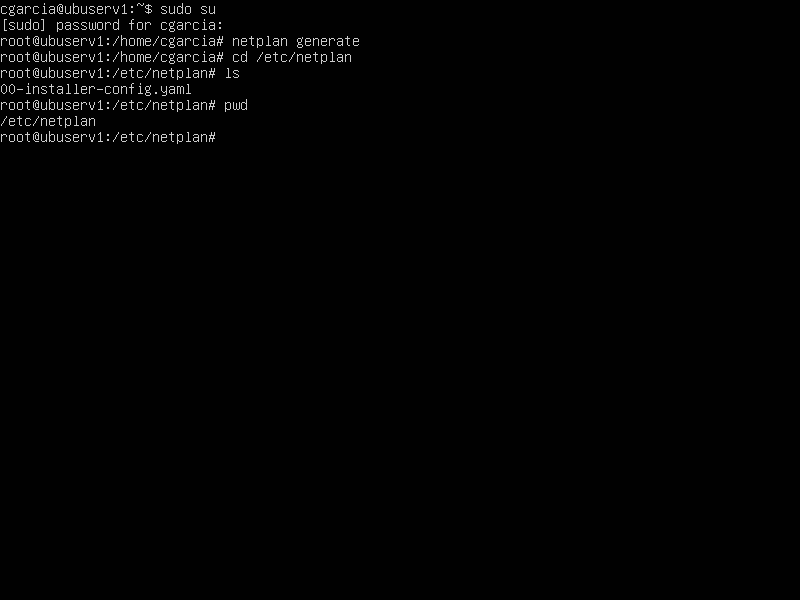 cgarcia@ubuserv1:~$ sudo su
[sudo] password for cgarcia:
root@ubuserv1:/home/cgarcia# netplan generate
root@ubuserv1:/home/cgarcia# cd /etc/netplan
root@ubuserv1:/etc/netplan# ls
00-installer-config.yaml
root@ubuserv1:/etc/netplan# pwd
/etc/netplan
root@ubuserv1:/etc/netplan#